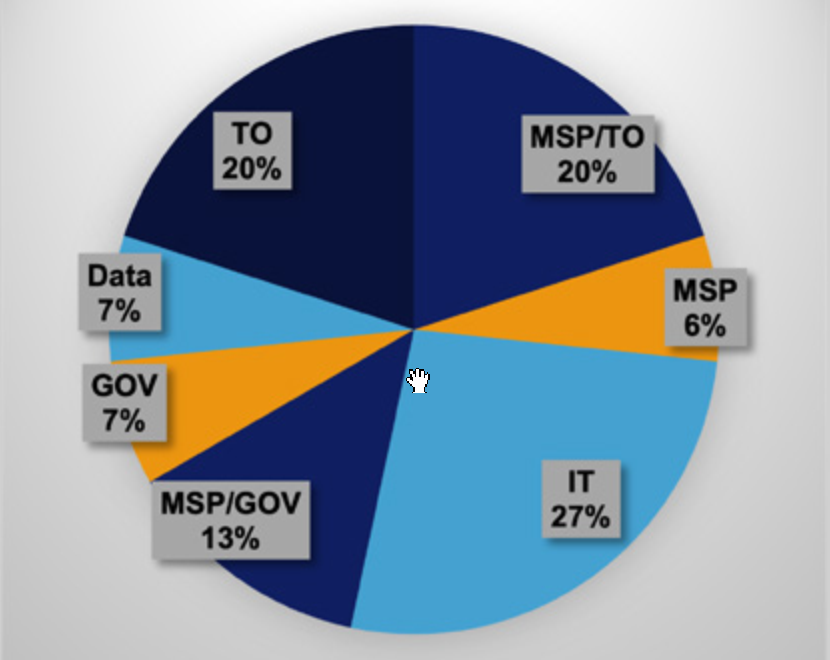 TO
20%
MSP/TO
20%
Data
7%
MSP
6%
GOV
7%
IT
27%
MSP/GOV
13%